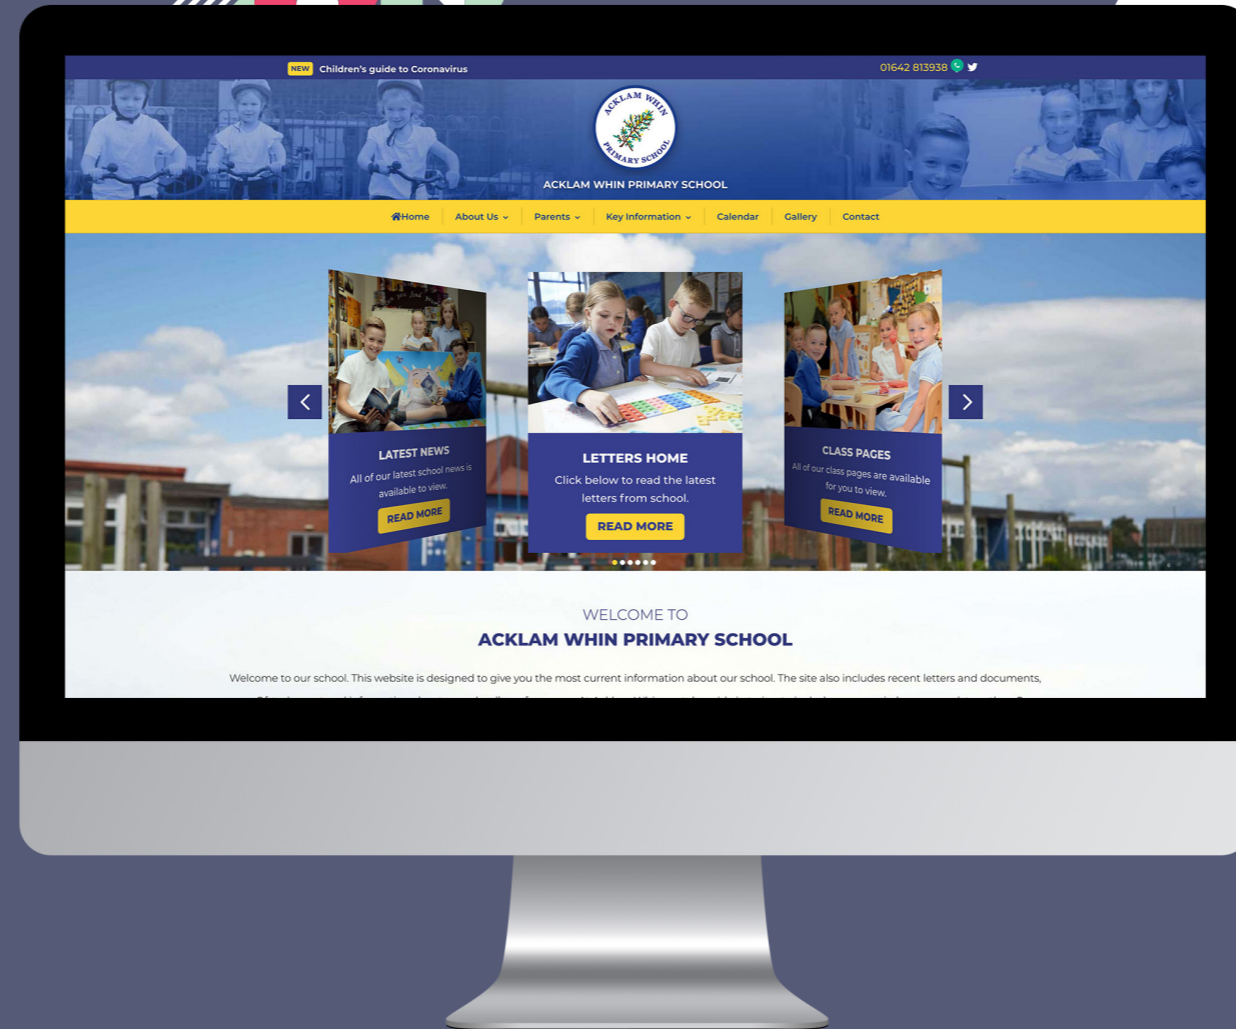 NEW Children's guide to Coronavirus
01642 813938
ACKLAM WHIN
PRIMARY SCHOOL
ACKLAM WHIN PRIMARY SCHOOL
Home About Us Parents Key Information Calendar Gallery Contact
LATEST NEWS
All of our latest school news is
available to view.
READ MORE
LETTERS HOME
Click below to read the latest
letters from school.
READ MORE
CLASS PAGES
All of our class pages are available
for you to view.
READ MORE
WELCOME TO
ACKLAM WHIN PRIMARY SCHOOL
Welcome to our school. This website is designed to give you the most current information about our school. The site also includes recent letters and documents,